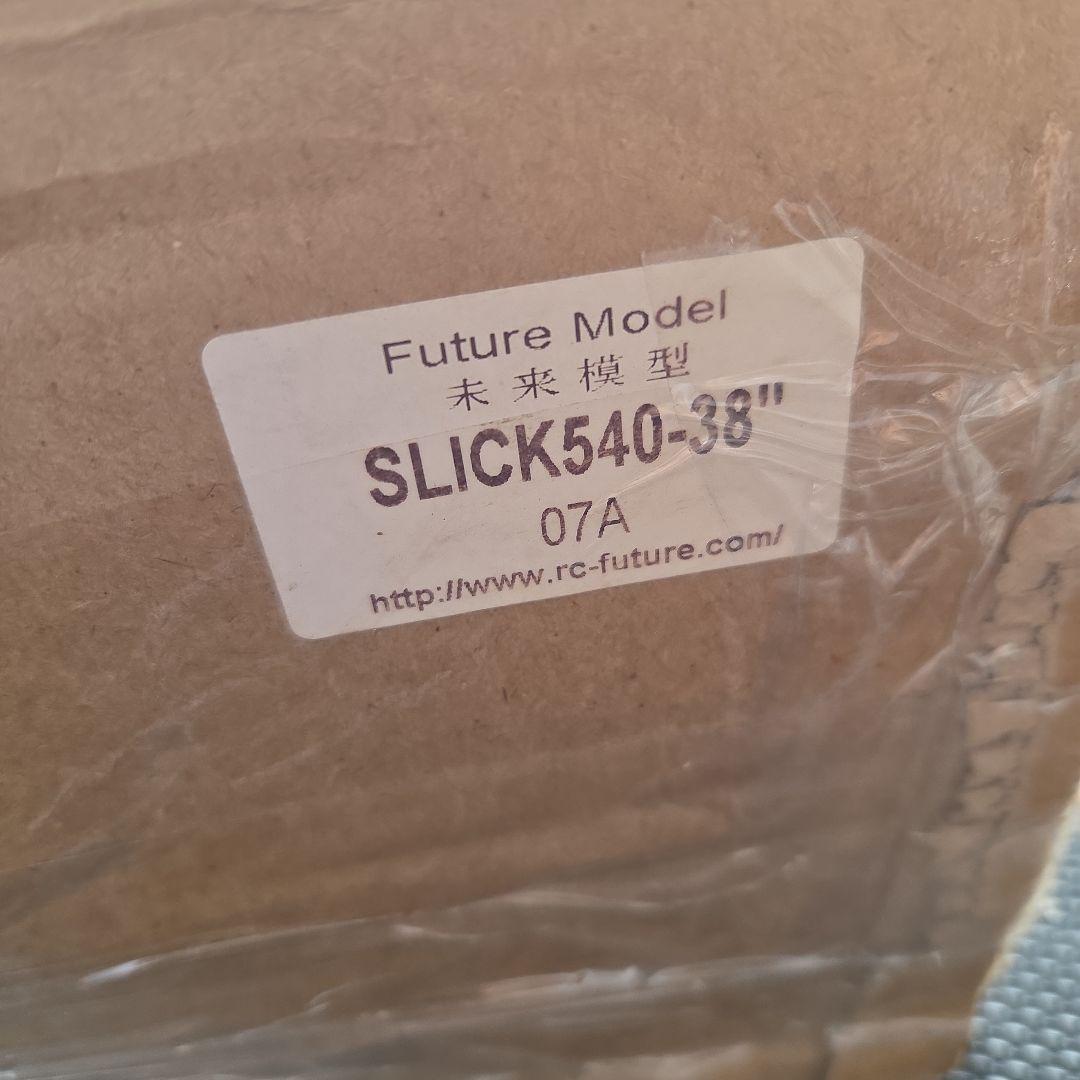 Future Model
未来模型
SLICK540-38"
07A
http://www.rc-future.com/